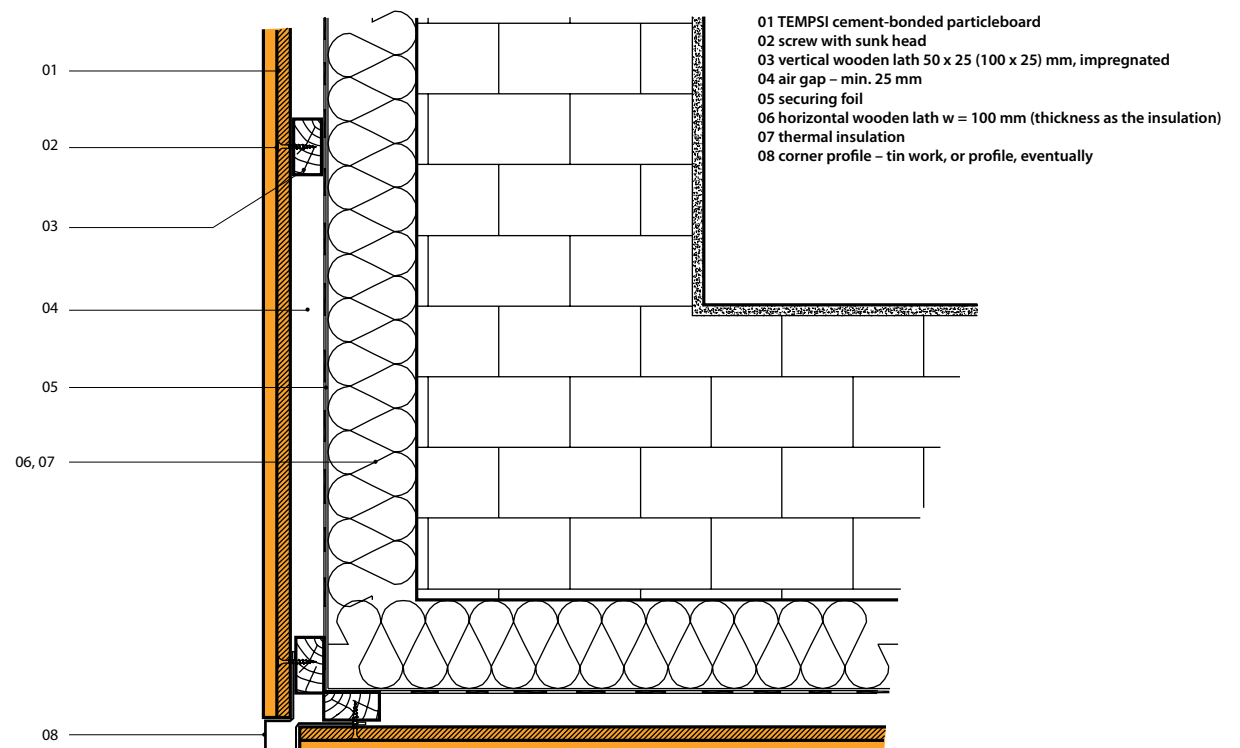 01 TEMPSI cement-bonded particleboard
02 screw with sunk head
03 vertical wooden lath 50 x 25 (100 x 25) mm, impregnated
04 air gap – min. 25 mm
05 securing foil
06 horizontal wooden lath w = 100 mm (thickness as the insulation)
07 thermal insulation
08 corner profile – tin work, or profile, eventually
01
02
03
04
05
06, 07
08